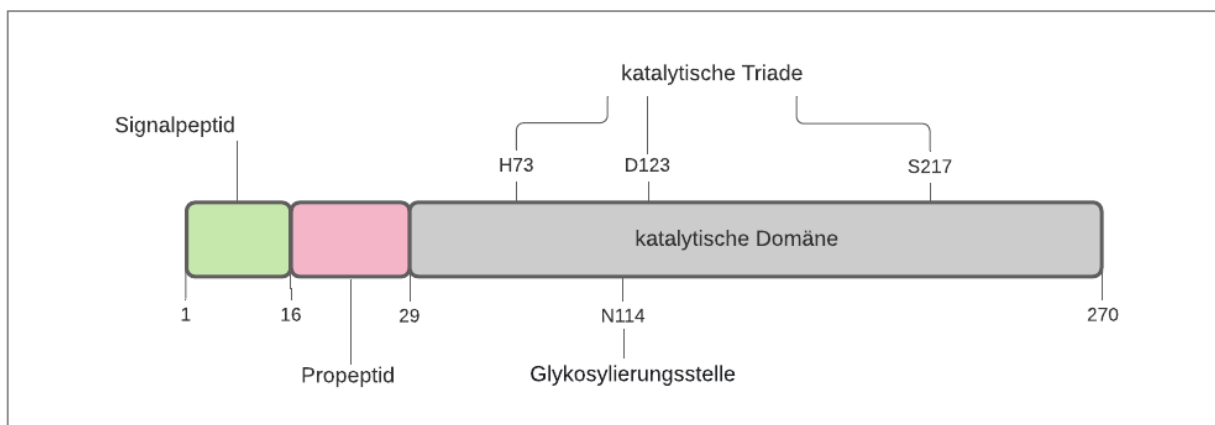 katalytische Triade
Signalpeptid
H73 D123 S217
katalytische Domäne
1 16 29 N114 270
Propeptid Glykosylierungsstelle